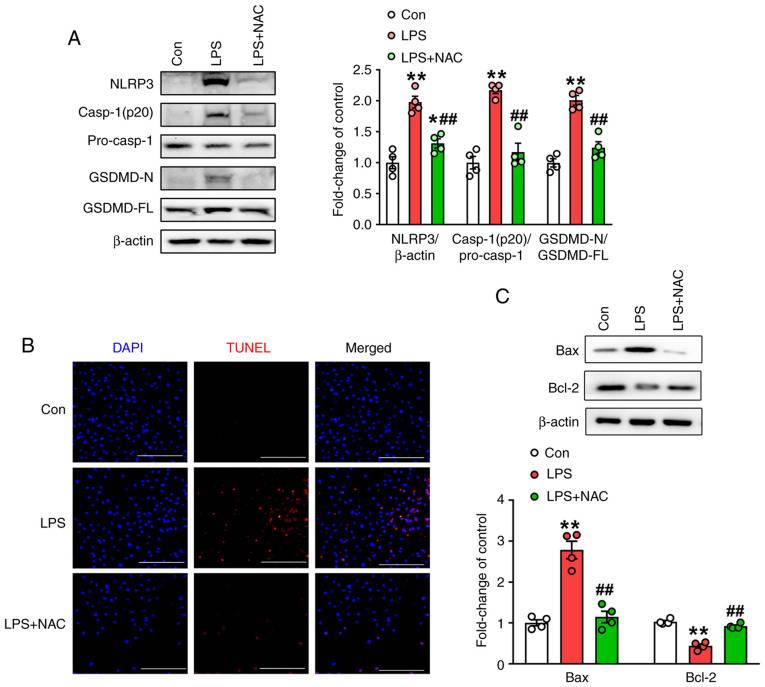 A
Con
LPS
LPS+NAC
NLRP3
Casp-1(p20)
Pro-casp-1
GSDMD-N
GSDMD-FL
β-actin
Con
LPS
LPS+NAC
Fold-change of control
2.5
2.0
1.5
1.0
0.5
0.0
** *## ** ## ** ##
NLRP3/ Casp-1(p20)/ GSDMD-N/
β-actin pro-casp-1 GSDMD-FL
B
DAPI TUNEL Merged
Con
LPS
LPS+NAC
C
Con
LPS
LPS+NAC
Bax
Bcl-2
β-actin
Con
LPS
LPS+NAC
Fold-change of control
4
3
2
1
0
** ## ** ##
Bax Bcl-2